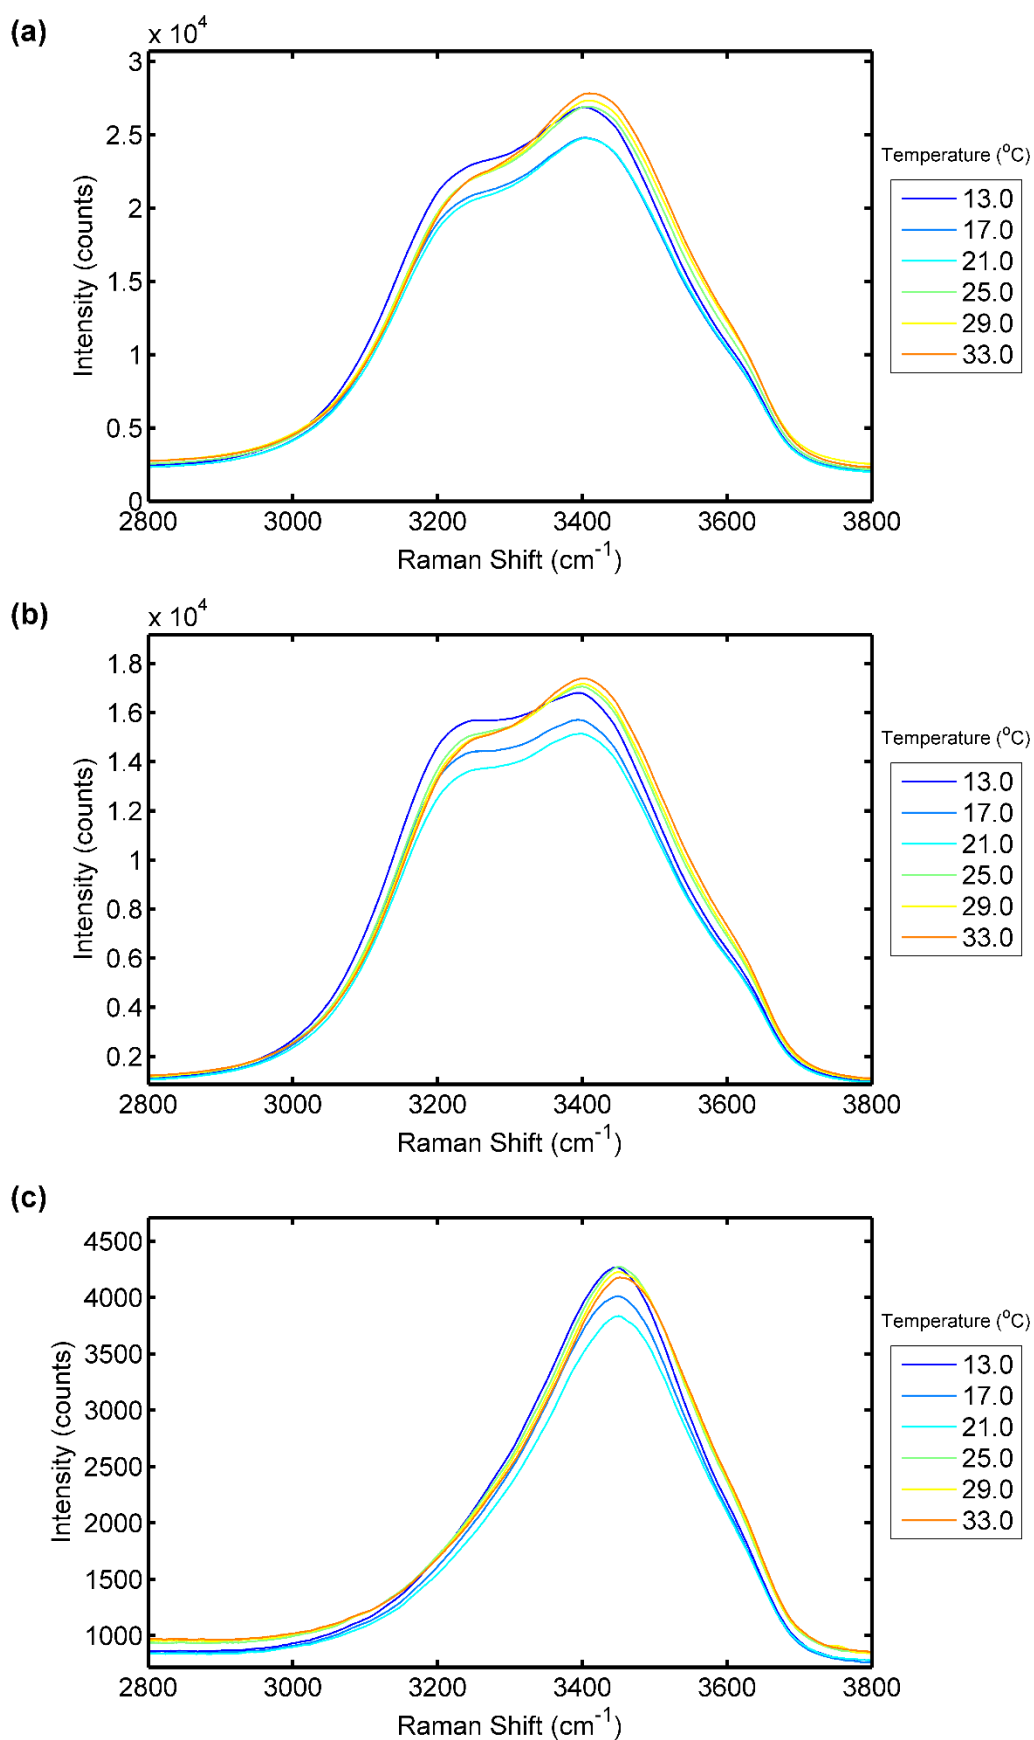 (a)
x 10⁴
3
2.5
2
1.5
1
0.5
0
Intensity (counts)
2800 3000 3200 3400 3600 3800
Raman Shift (cm⁻¹)
Temperature (°C)
13.0
17.0
21.0
25.0
29.0
33.0
(b)
x 10⁴
1.8
1.6
1.4
1.2
1
0.8
0.6
0.4
0.2
Intensity (counts)
2800 3000 3200 3400 3600 3800
Raman Shift (cm⁻¹)
Temperature (°C)
13.0
17.0
21.0
25.0
29.0
33.0
(c)
4500
4000
3500
3000
2500
2000
1500
1000
Intensity (counts)
2800 3000 3200 3400 3600 3800
Raman Shift (cm⁻¹)
Temperature (°C)
13.0
17.0
21.0
25.0
29.0
33.0